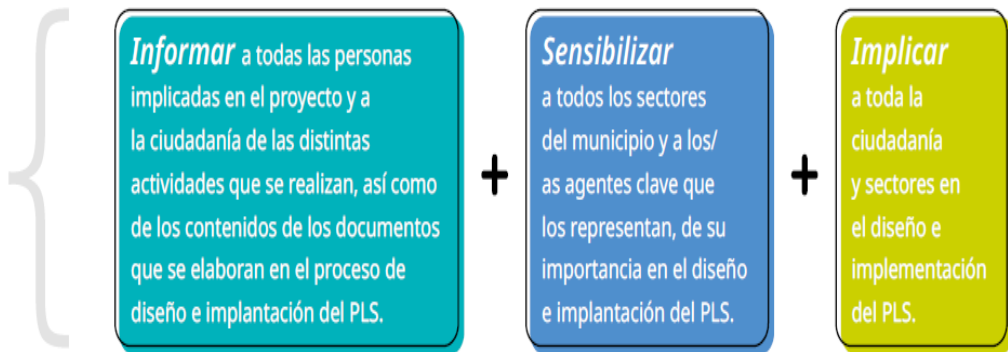 Informar a todas las personas
implicadas en el proyecto y a
la ciudadanía de las distintas
actividades que se realizan, así como
de los contenidos de los documentos
que se elaboran en el proceso de
diseño e implantación del PLS.
+
Sensibilizar
a todos los sectores
del municipio y a los/
as agentes clave que
los representan, de su
importancia en el diseño
e implantación del PLS.
+
Implicar
a toda la
ciudadanía
y sectores en
el diseño e
implementación
del PLS.